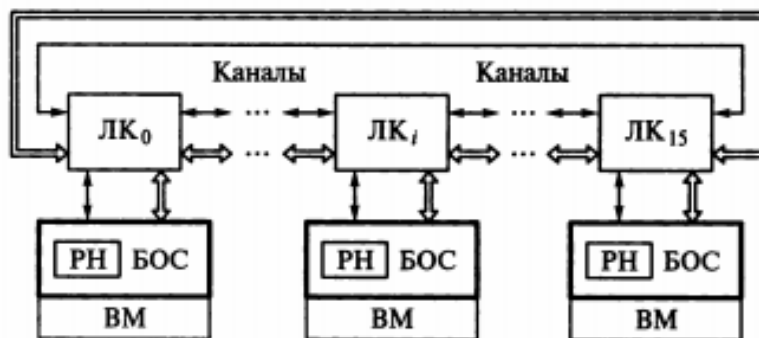 Каналы Каналы
ЛК0 ... ЛКi ... ЛК15
... ...
РН БОС РН БОС РН БОС
ВМ ВМ ВМ